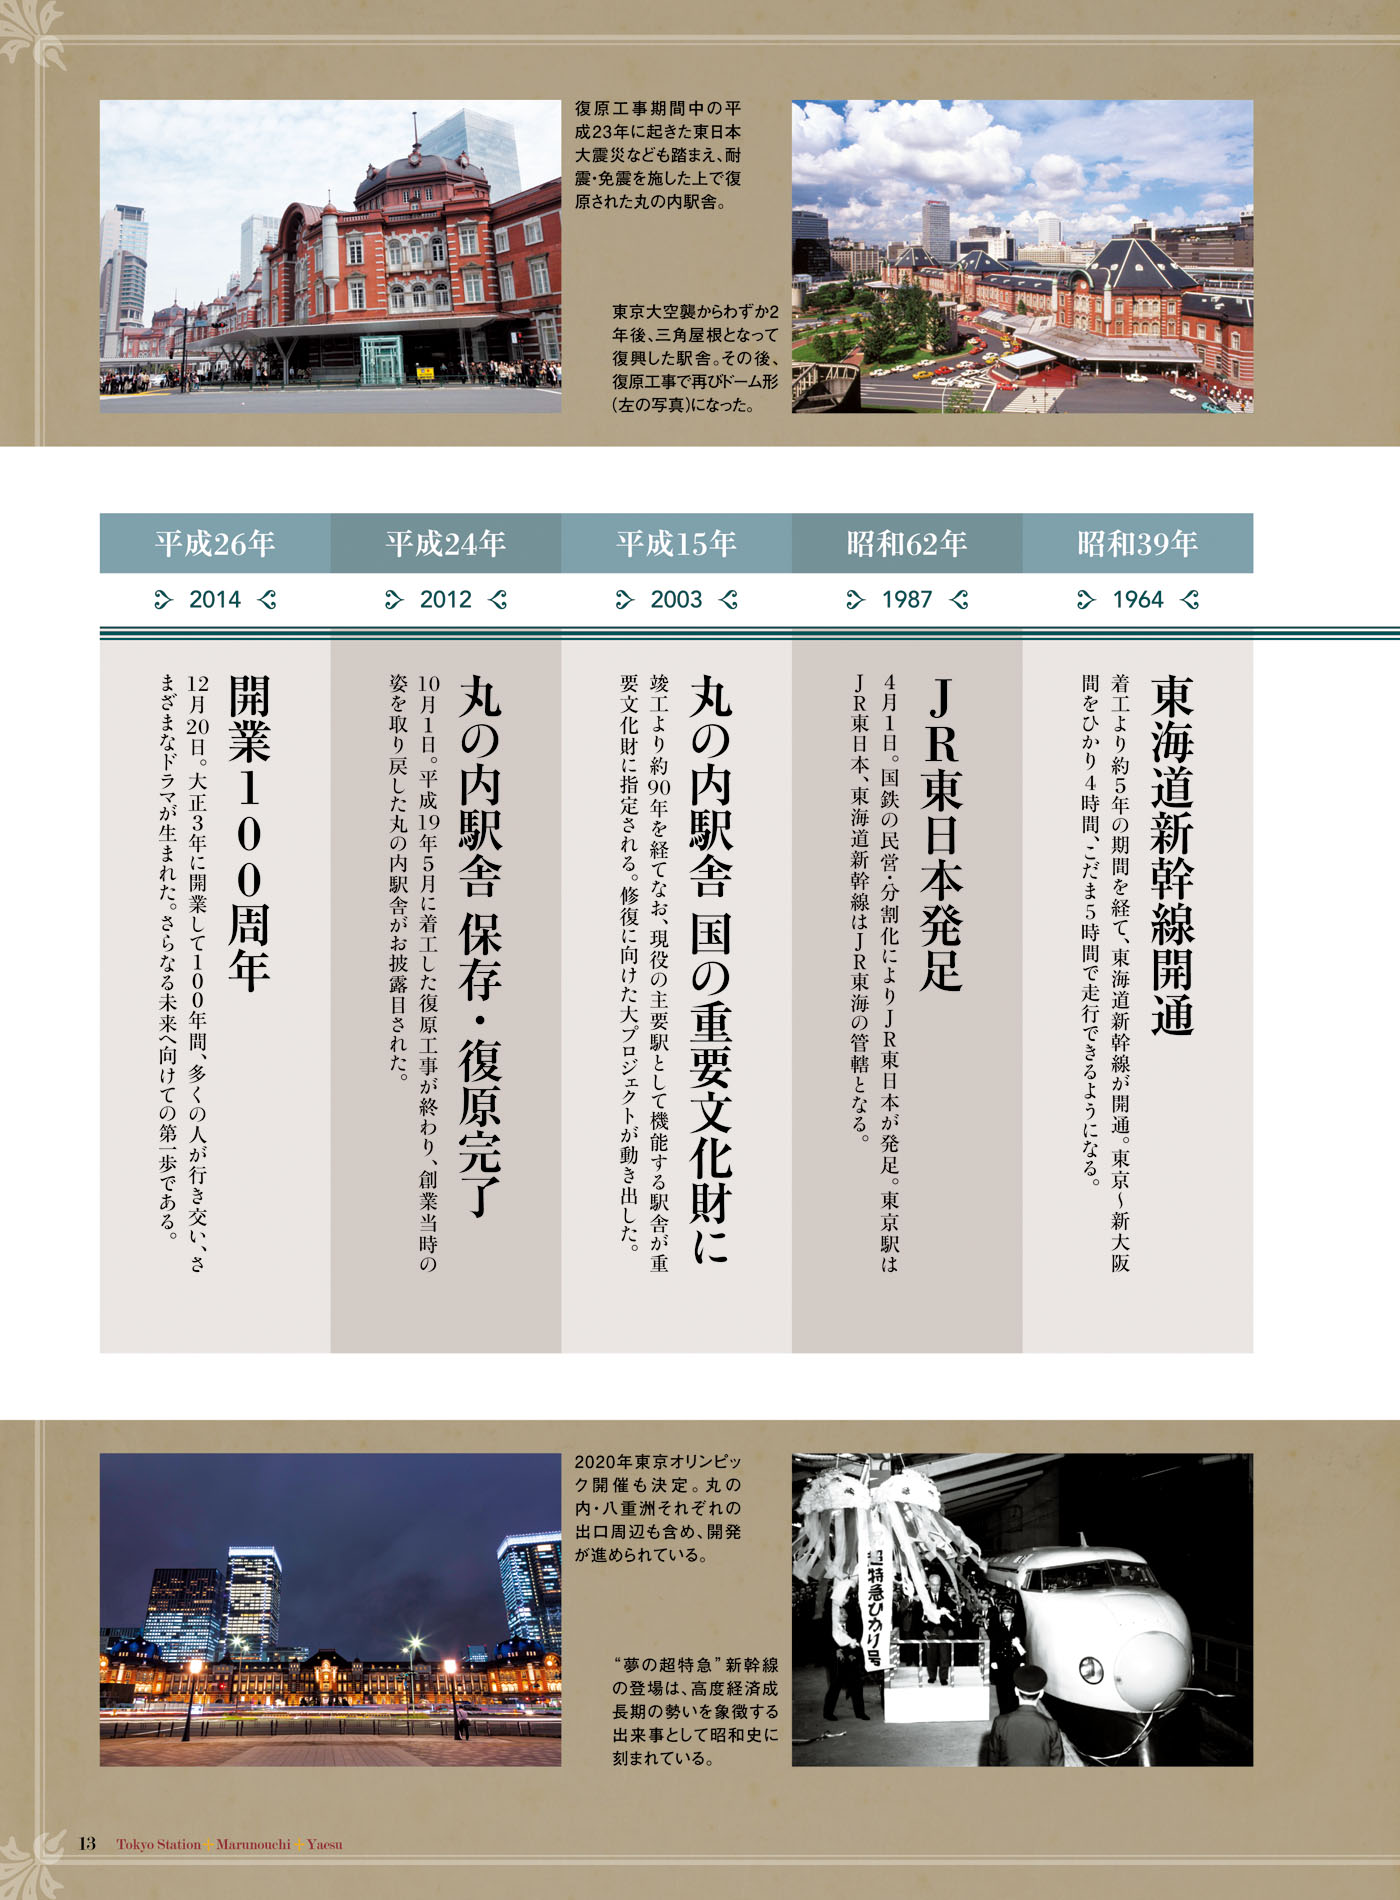 復原工事期間中の平
成23年に起きた東日本
大震災なども踏まえ、耐
震・免震を施した上で復
原された丸の内駅舎。
東京大空襲からわずか2
年後、三角屋根となって
復興した駅舎。その後、
復原工事で再びドーム形
(左の写真)になった。
昭和39年
1964
東海道新幹線開通
着工より約5年の期間を経て、東海道新幹線が開通。東京〜新大阪
間をひかり4時間、こだま5時間で走行できるようになる。
昭和62年
1987
JR東日本発足
4月1日。国鉄の民営・分割化によりJR東日本が発足。東京駅は
JR東日本、東海道新幹線はJR東海の管轄となる。
平成15年
2003
丸の内駅舎 国の重要文化財に
竣工より約90年を経てなお、現役の主要駅として機能する駅舎が重
要文化財に指定される。修復に向けた大プロジェクトが動き出した。
平成24年
2012
丸の内駅舎 保存・復原完了
10月1日。平成19年5月に着工した復原工事が終わり、創業当時の
姿を取り戻した丸の内駅舎がお披露目された。
平成26年
2014
開業100周年
12月20日。大正3年に開業して100年間、多くの人が行き交い、さ
まざまなドラマが生まれた。さらなる未来へ向けての第一歩である。
2020年東京オリンピッ
ク開催も決定。丸の
内・八重洲それぞれの
出口周辺も含め、開発
が進められている。
“夢の超特急”新幹線
の登場は、高度経済成
長期の勢いを象徴する
出来事として昭和史に
刻まれている。
超特急ひかり号
13 Tokyo Station+Marunouchi+Yaesu